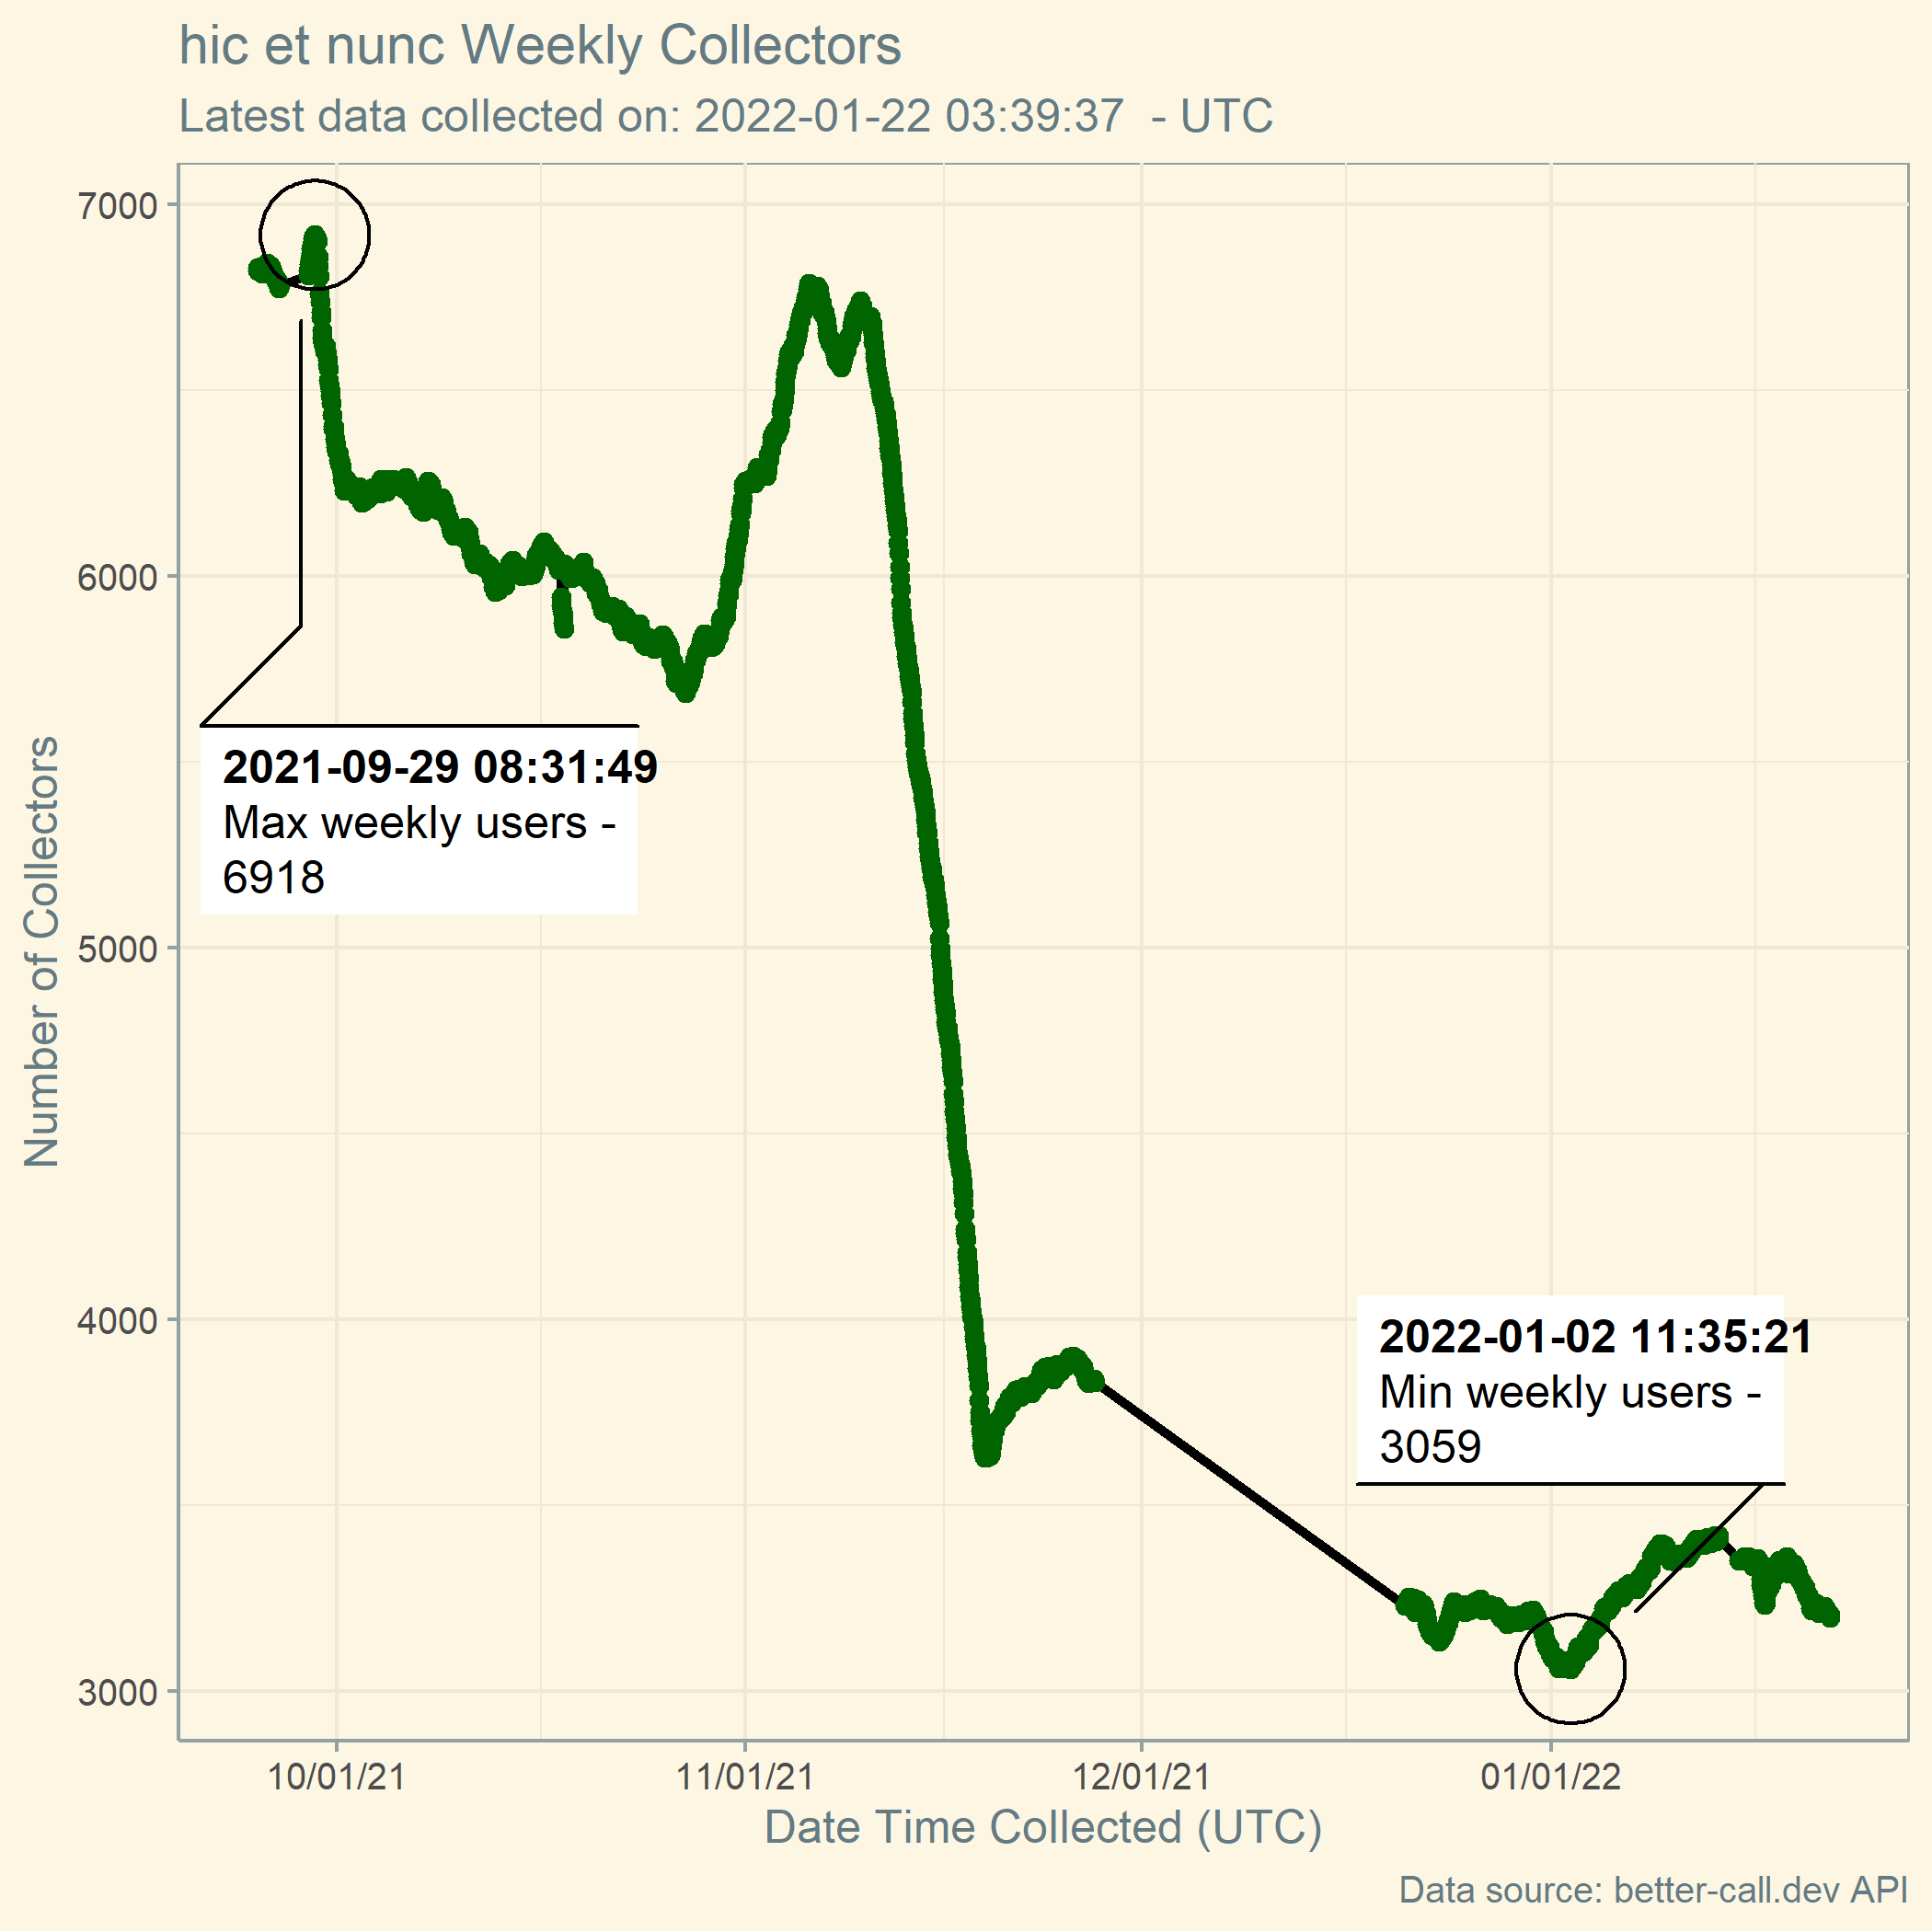 hic et nunc Weekly Collectors
Latest data collected on: 2022-01-22 03:39:37  - UTC
Number of Collectors
7000
6000
5000
4000
3000
2021-09-29 08:31:49
Max weekly users -
6918
2022-01-02 11:35:21
Min weekly users -
3059
10/01/21
11/01/21
12/01/21
01/01/22
Date Time Collected (UTC)
Data source: better-call.dev API